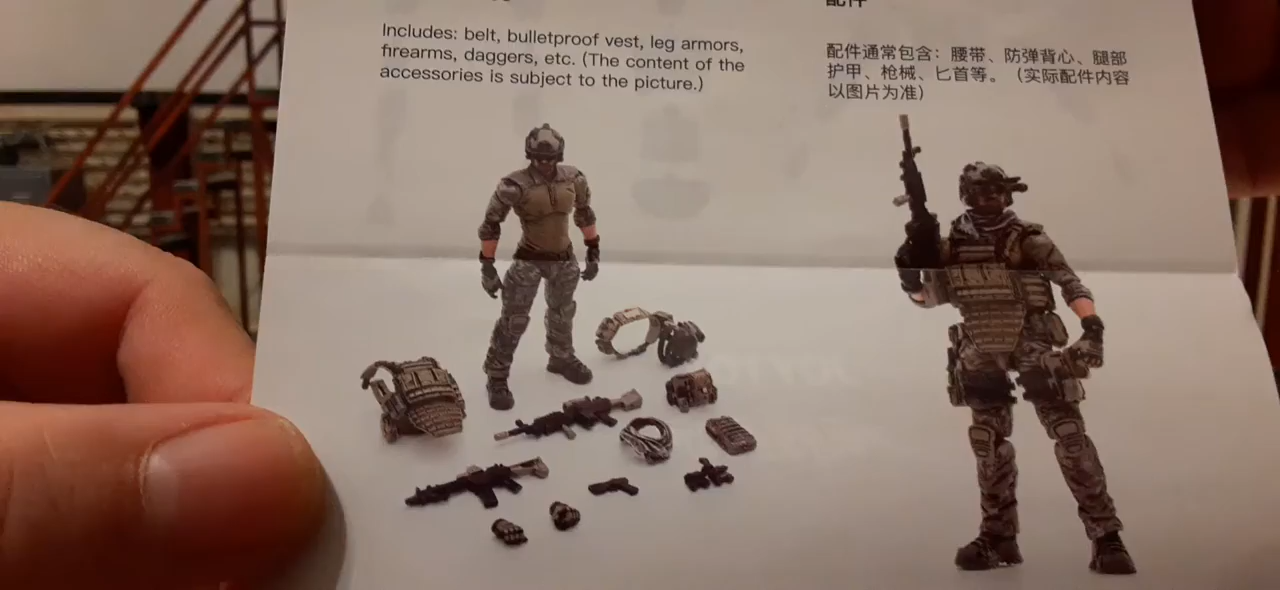 Includes: belt, bulletproof vest, leg armors,
firearms, daggers, etc. (The content of the
accessories is subject to the picture.)
配件
配件通常包含：腰带、防弹背心、腿部
护甲、枪械、匕首等。（实际配件内容
以图片为准）